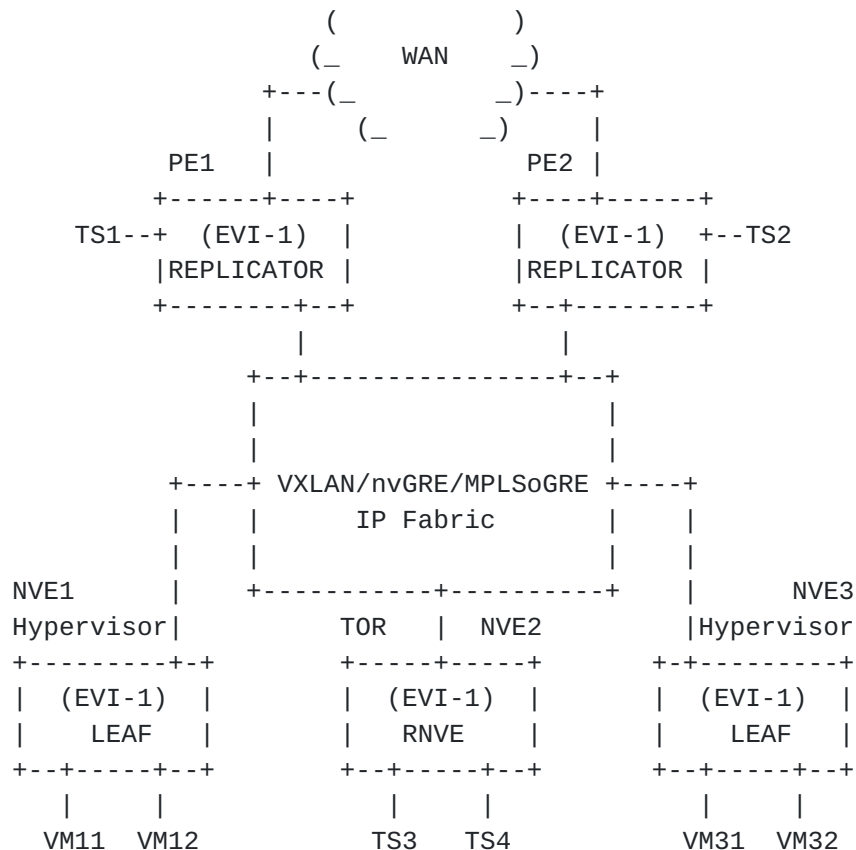 WAN
PE1 PE2
TS1--+ (EVI-1) (EVI-1) +--TS2
REPLICATOR REPLICATOR
VXLAN/nvGRE/MPLSoGRE
IP Fabric
NVE1 NVE3
Hypervisor TOR NVE2 Hypervisor
(EVI-1) (EVI-1) (EVI-1)
LEAF RNVE LEAF
VM11 VM12 TS3 TS4 VM31 VM32